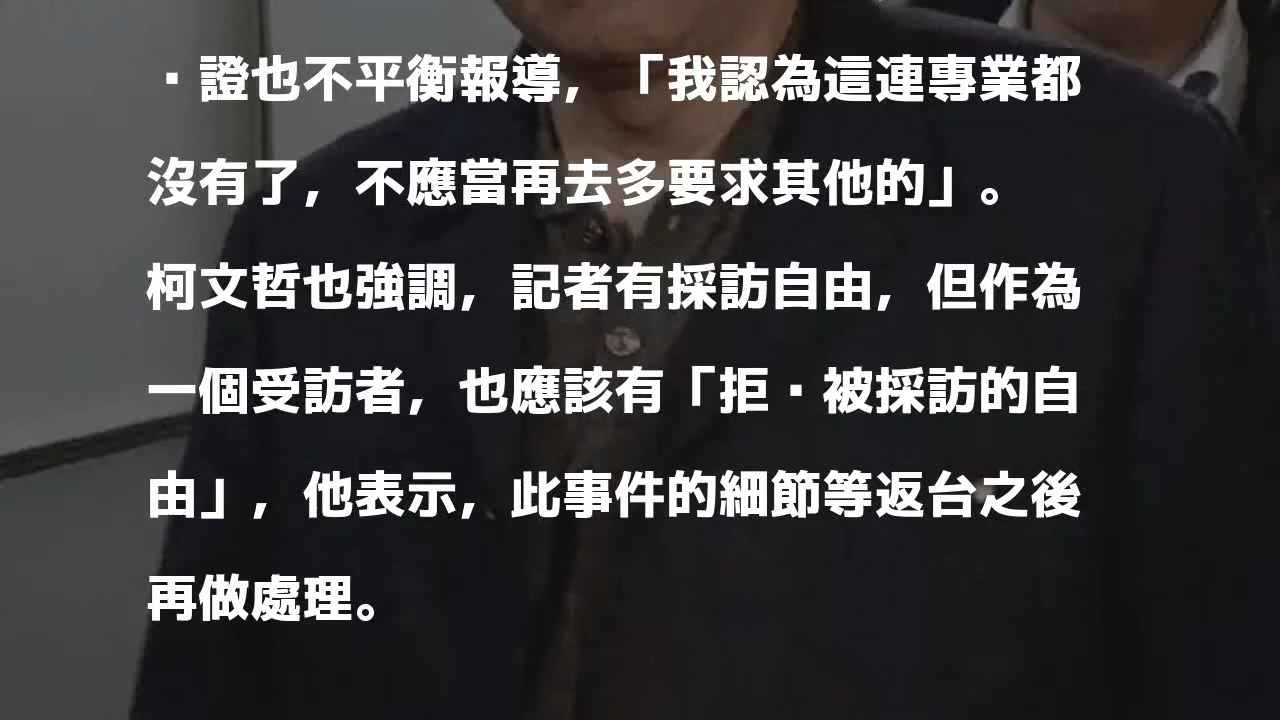 ▪證也不平衡報導，「我認為這連專業都
沒有了，不應當再去多要求其他的」。
柯文哲也強調，記者有採訪自由，但作為
一個受訪者，也應該有「拒▪被採訪的自
由」，他表示，此事件的細節等返台之後
再做處理。